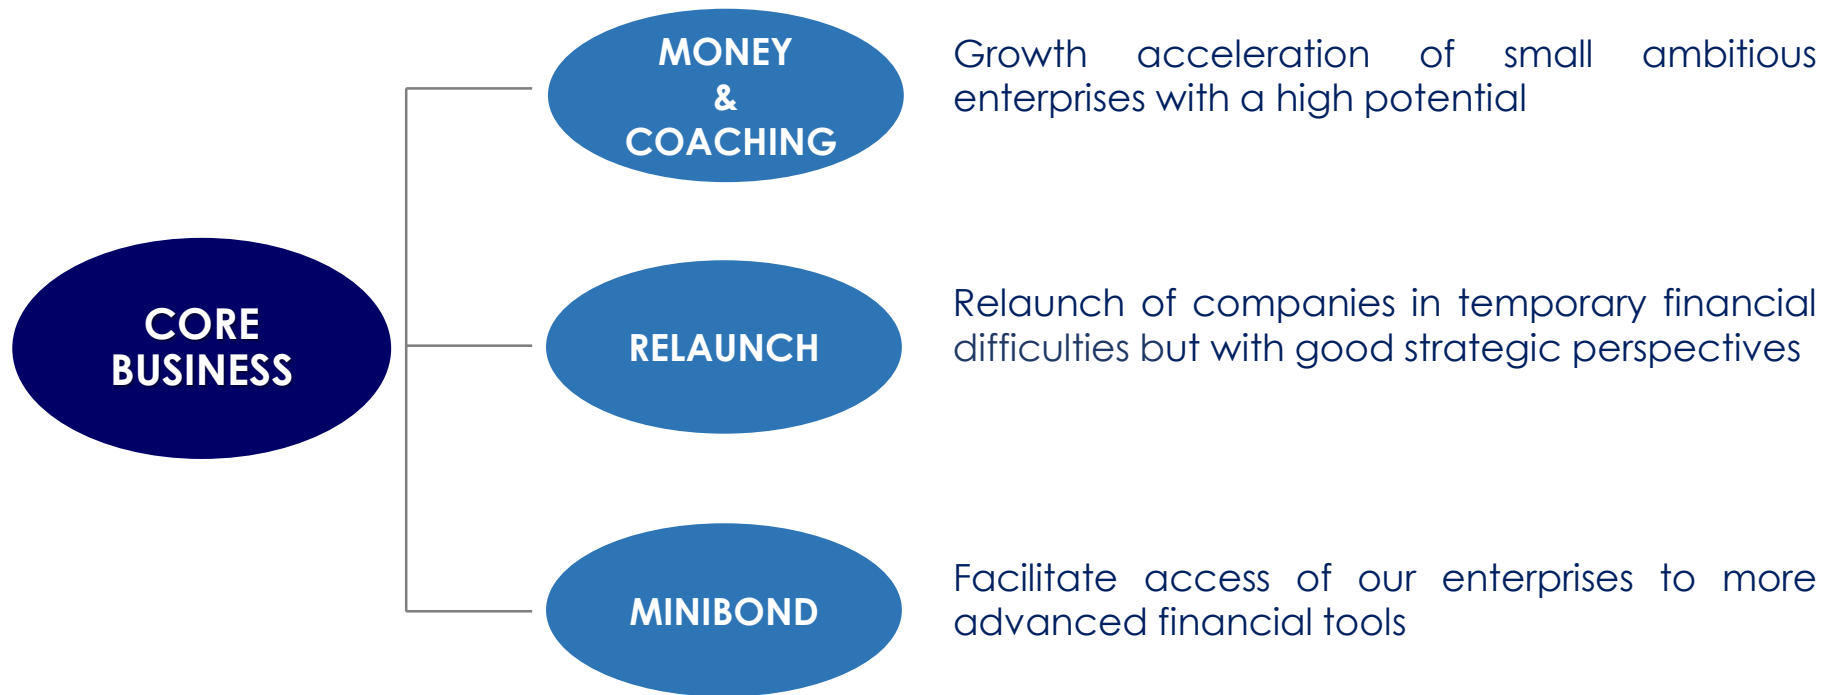 MONEY
&
COACHING
Growth acceleration of small ambitious
enterprises with a high potential
CORE
BUSINESS
RELAUNCH
Relaunch of companies in temporary financial
difficulties but with good strategic perspectives
MINIBOND
Facilitate access of our enterprises to more
advanced financial tools